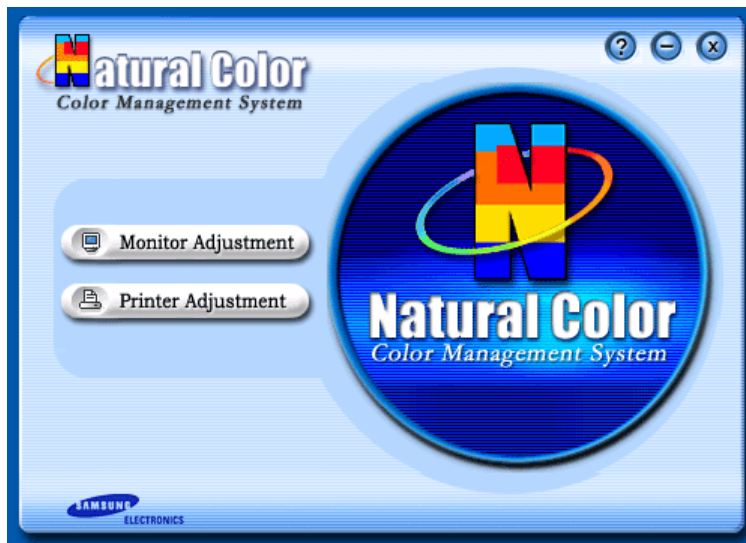 Natural Color
Color Management System
? − x
Monitor Adjustment
Printer Adjustment
N
Natural Color
Color Management System
SAMSUNG
ELECTRONICS